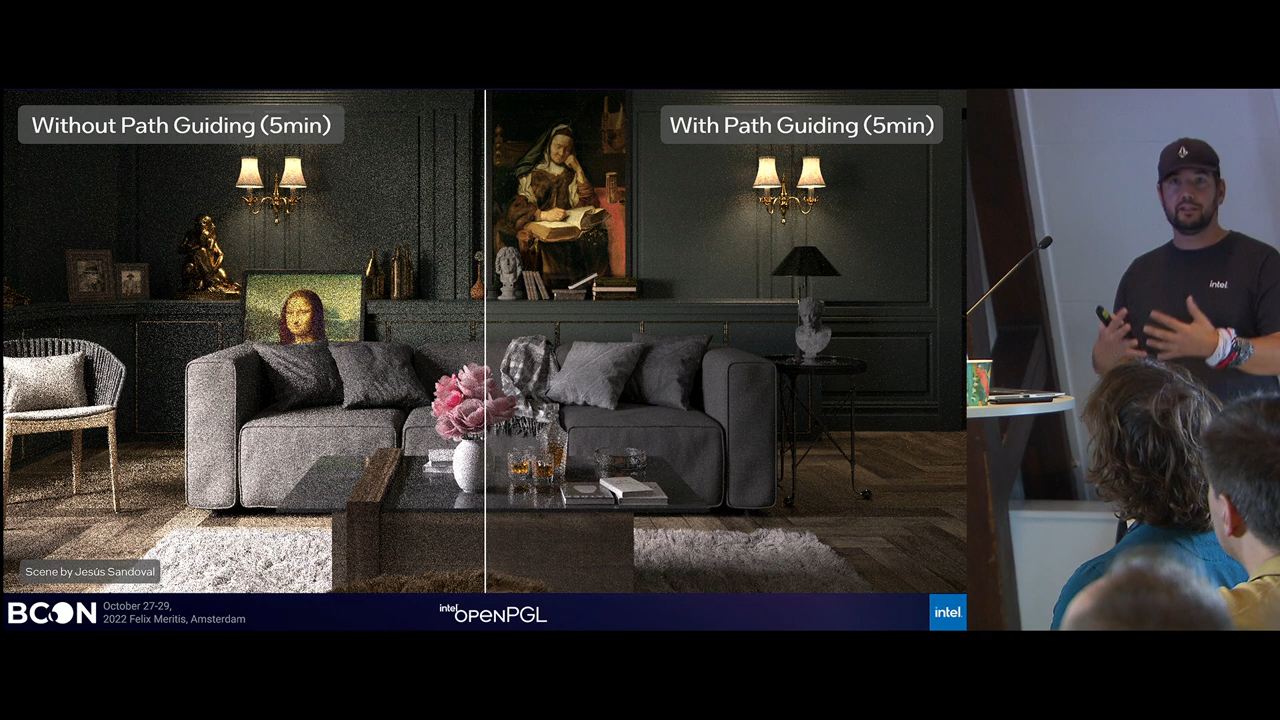 Without Path Guiding (5min)
With Path Guiding (5min)
intel.
Scene by Jesús Sandoval
BCON
October 27-29,
2022 Felix Meritis, Amsterdam
intel
openPGL
intel.